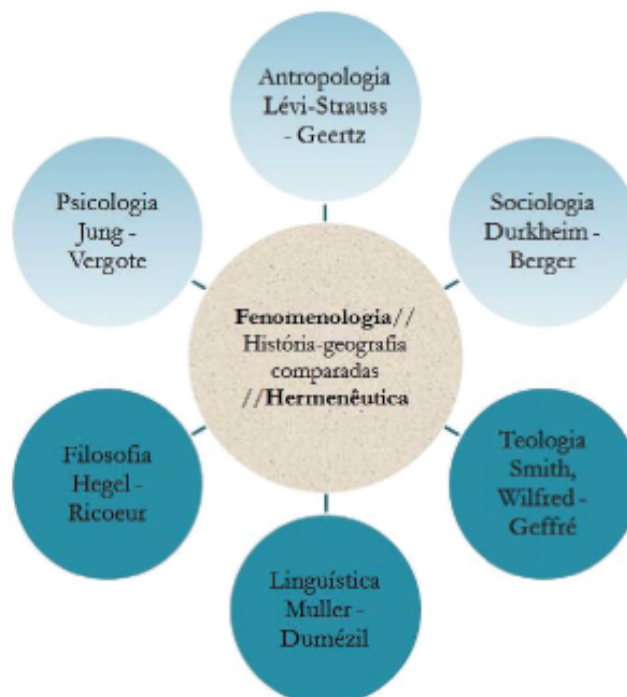 Antropologia
Lévi-Strauss
- Geertz
Psicologia
Jung -
Vergote
Sociologia
Durkheim -
Berger
Fenomenologia//
História-geografia
comparadas
//Hermenêutica
Filosofia
Hegel -
Ricoeur
Teologia
Smith,
Wilfred -
Geffré
Linguística
Muller -
Dumézil